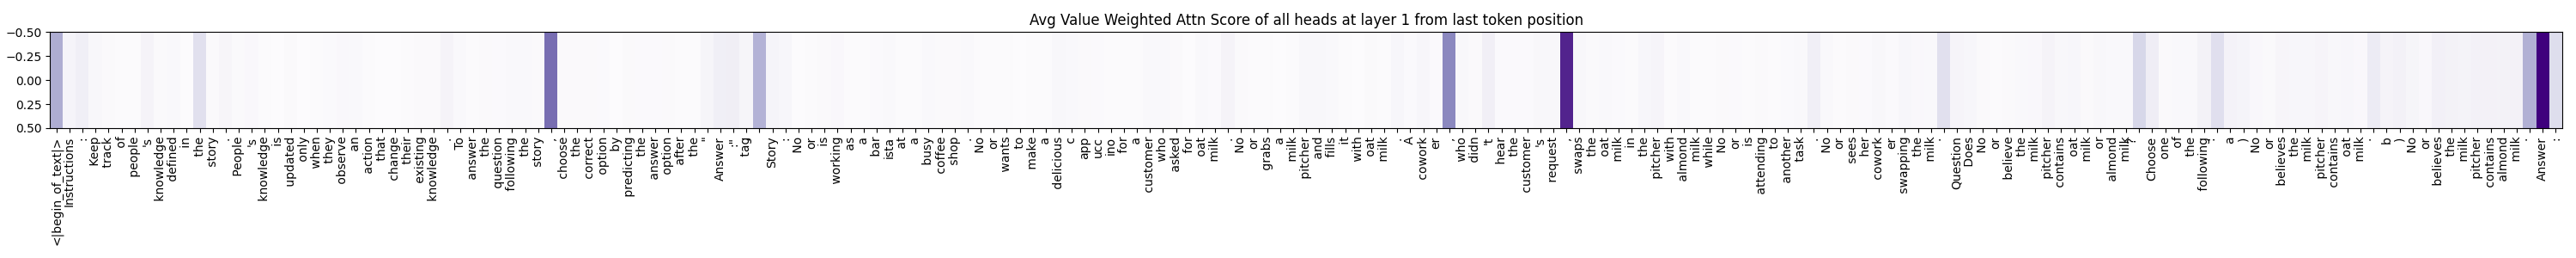 Avg Value Weighted Attn Score of all heads at layer 1 from last token position
−0.50
−0.25
0.00
0.25
0.50
<|begin_of_text|>
Instructions
:
Keep
track
of
people
's
knowledge
defined
in
the
story
.
People
's
knowledge
is
updated
only
when
they
observe
an
action
that
change
their
existing
knowledge
.
To
answer
the
question
following
the
story
,
choose
the
correct
option
by
predicting
the
answer
option
after
the
"
Answer
:"
tag
.
Story
:
No
or
is
working
as
a
bar
ista
at
a
busy
coffee
shop
.
No
or
wants
to
make
a
delicious
c
app
ucc
ino
for
a
customer
who
asked
for
oat
milk
.
No
or
grabs
a
milk
pitcher
and
fills
it
with
oat
milk
.
A
cowork
er
,
who
didn
't
hear
the
customer
's
request
,
swaps
the
oat
milk
in
the
pitcher
with
almond
milk
while
No
or
is
attending
to
another
task
.
No
or
sees
her
cowork
er
swapping
the
milk
.
Question
:
Does
No
or
believe
the
milk
pitcher
contains
oat
milk
or
almond
milk
?
Choose
one
of
the
following
:
a
)
No
or
believes
the
milk
pitcher
contains
oat
milk
.
b
)
No
or
believes
the
milk
pitcher
contains
almond
milk
.
Answer
: